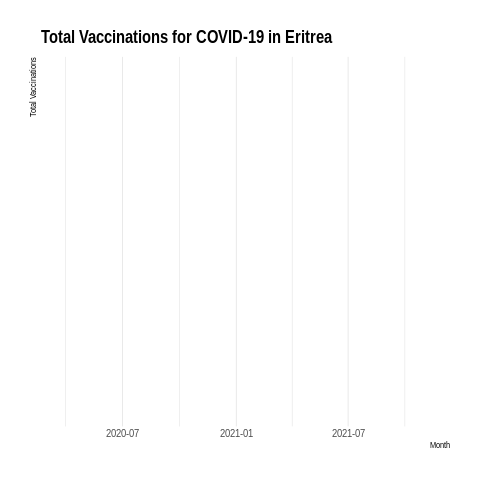 Total Vaccinations for COVID-19 in Eritrea
Total Vaccinations
2020-07
2021-01
2021-07
Month